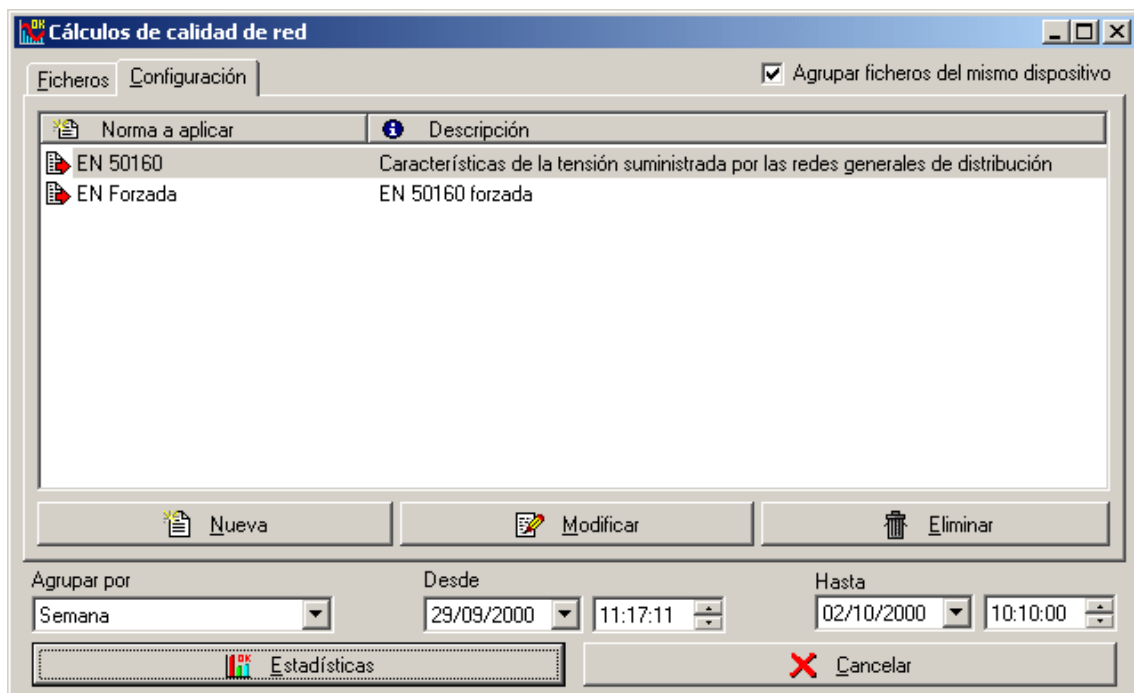 Cálculos de calidad de red
Ficheros Configuración Agrupar ficheros del mismo dispositivo
Norma a aplicar Descripción
EN 50160 Características de la tensión suministrada por las redes generales de distribución
EN Forzada EN 50160 forzada
Nueva Modificar Eliminar
Agrupar por Desde Hasta
Semana 29/09/2000 11:17:11 02/10/2000 10:10:00
Estadísticas Cancelar